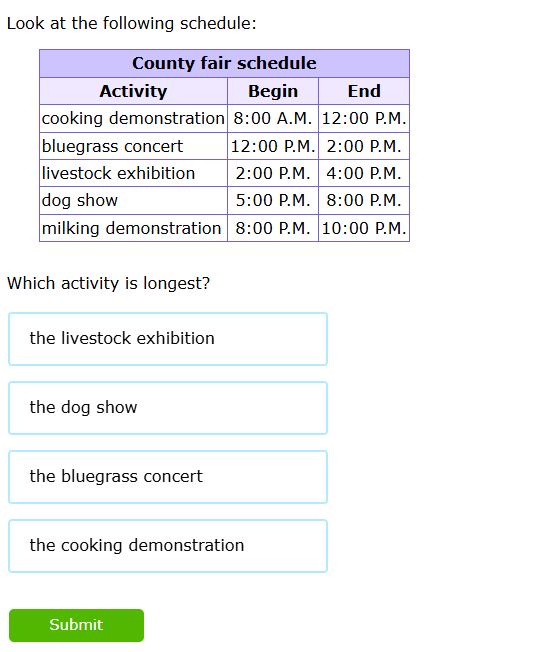 Look at the following schedule:
County fair schedule
Activity Begin End
cooking demonstration 8:00 A.M. 12:00 P.M.
bluegrass concert 12:00 P.M. 2:00 P.M.
livestock exhibition 2:00 P.M. 4:00 P.M.
dog show 5:00 P.M. 8:00 P.M.
milking demonstration 8:00 P.M. 10:00 P.M.
Which activity is longest?
the livestock exhibition
the dog show
the bluegrass concert
the cooking demonstration
Submit